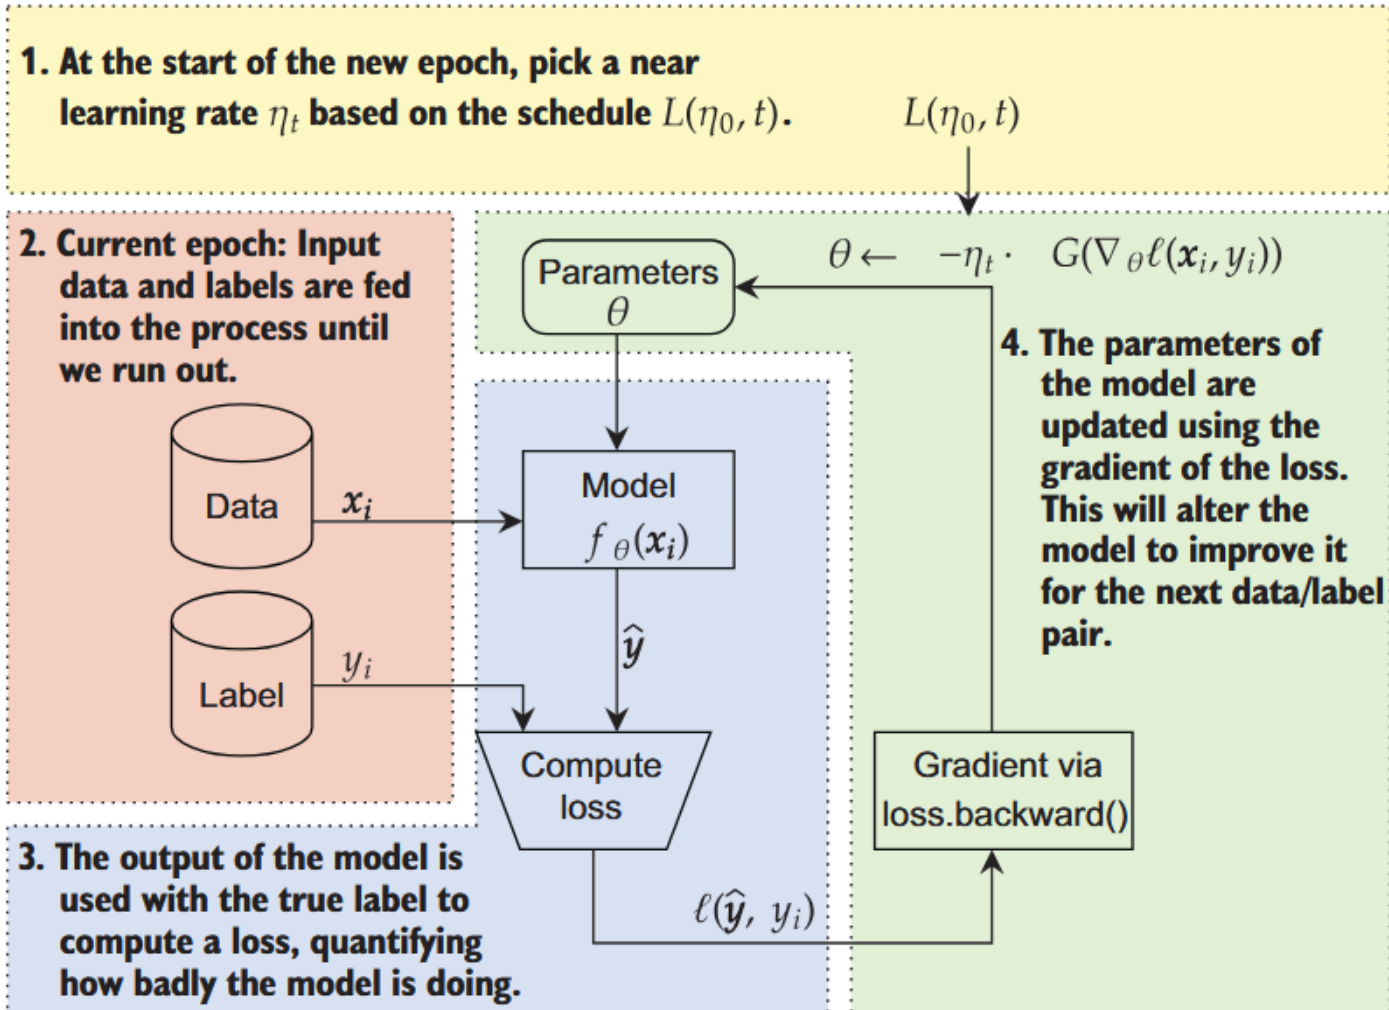 1. At the start of the new epoch, pick a near
learning rate ηₜ based on the schedule L(η₀, t).
L(η₀, t)
2. Current epoch: Input
data and labels are fed
into the process until
we run out.
Data
xᵢ
Label
yᵢ
Parameters
θ
θ ← −ηₜ · G(∇_θ ℓ(xᵢ, yᵢ))
Model
f_θ(xᵢ)
ŷ
Compute
loss
3. The output of the model is
used with the true label to
compute a loss, quantifying
how badly the model is doing.
ℓ(ŷ, yᵢ)
4. The parameters of
the model are
updated using the
gradient of the loss.
This will alter the
model to improve it
for the next data/label
pair.
Gradient via
loss.backward()